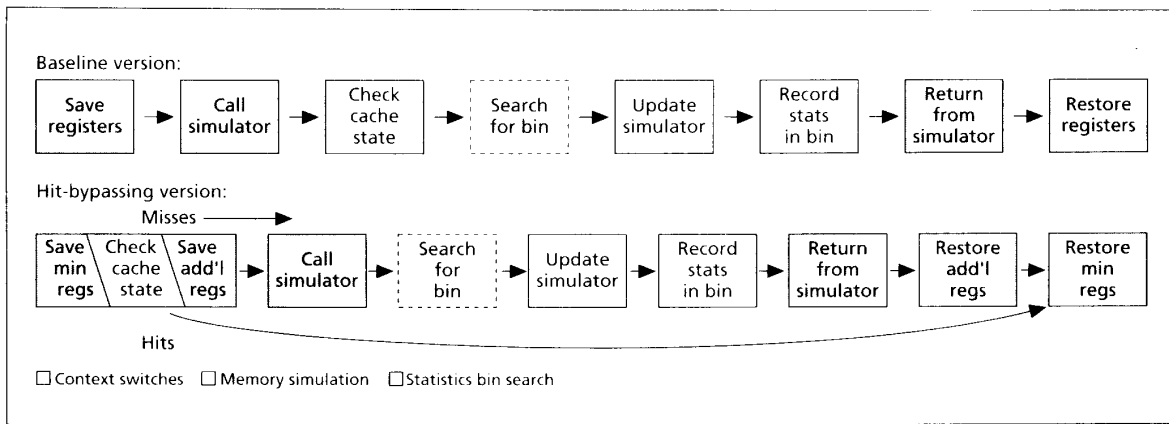 Baseline version:
Save
registers
Call
simulator
Check
cache
state
Search
for bin
Update
simulator
Record
stats
in bin
Return
from
simulator
Restore
registers
Hit-bypassing version:
Misses
Save
min
regs
Check
cache
state
Save
add'l
regs
Call
simulator
Search
for
bin
Update
simulator
Record
stats
in bin
Return
from
simulator
Restore
add'l
regs
Restore
min
regs
Hits
Context switches Memory simulation Statistics bin search